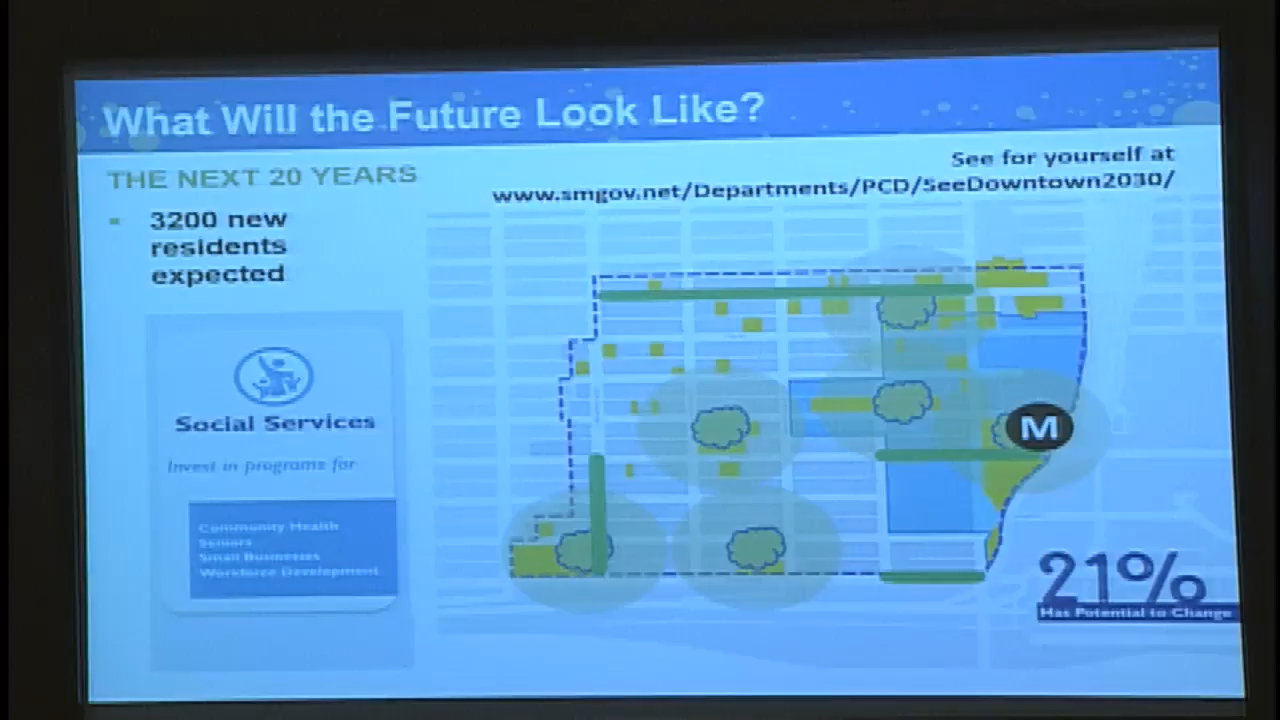 What Will the Future Look Like?
THE NEXT 20 YEARS
See for yourself at
www.smgov.net/Departments/PCD/SeeDowntown2030/
3200 new
residents
expected
Social Services
Invest in programs for
Community Health
Seniors
Small Businesses
Workforce Development
M
21%
Has Potential to Change